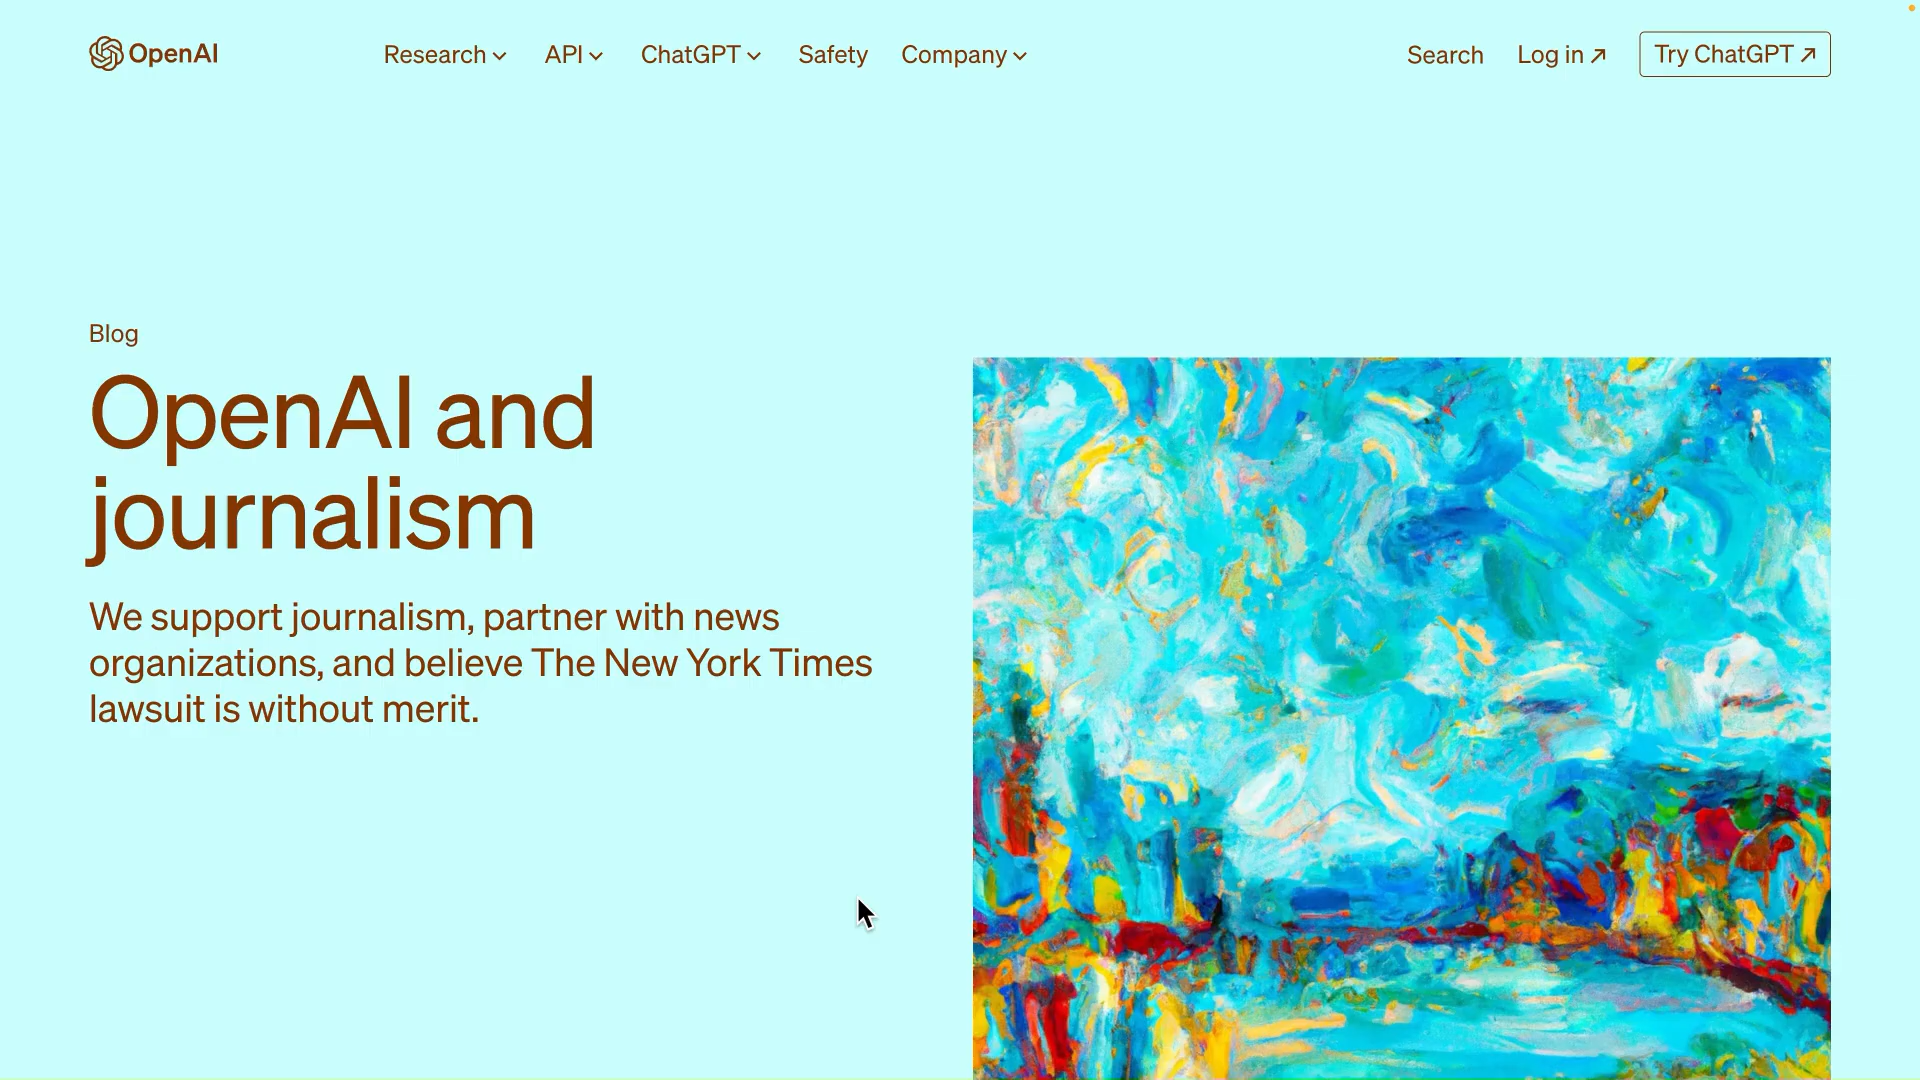 OpenAI
Research
API
ChatGPT
Safety
Company
Search
Log in ↗
Try ChatGPT ↗
Blog
OpenAI and
journalism
We support journalism, partner with news
organizations, and believe The New York Times
lawsuit is without merit.